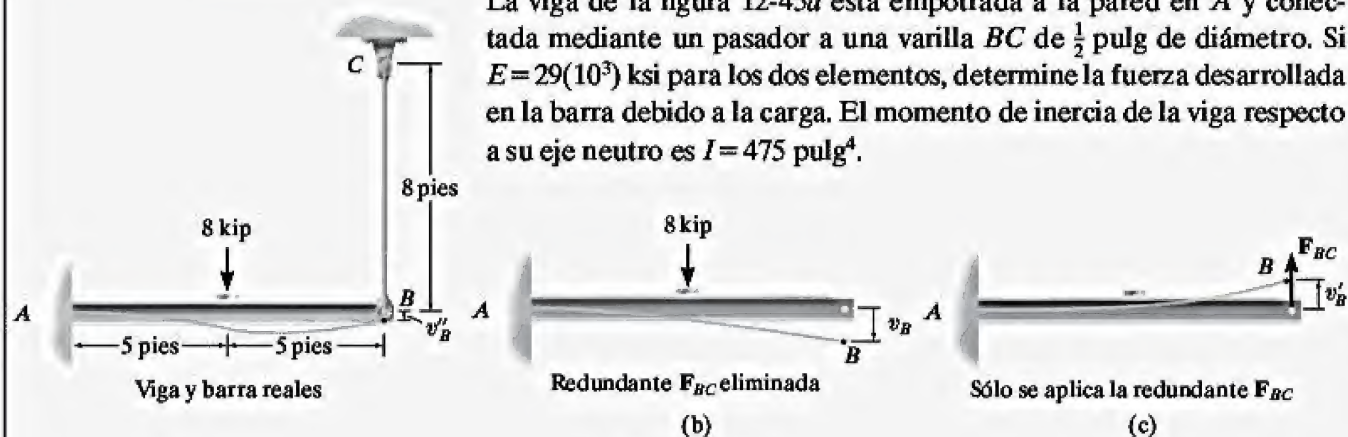 La viga de la figura 12-45a está empotrada a la pared en A y conec-
tada mediante un pasador a una varilla BC de ½ pulg de diámetro. Si
E = 29(10³) ksi para los dos elementos, determine la fuerza desarrollada
en la barra debido a la carga. El momento de inercia de la viga respecto
a su eje neutro es I = 475 pulg⁴.
C
8 pies
8 kip
A
B
v″B
5 pies
5 pies
Viga y barra reales
8 kip
A
vB
B
Redundante FBC eliminada
(b)
FBC
B
v′B
A
Sólo se aplica la redundante FBC
(c)